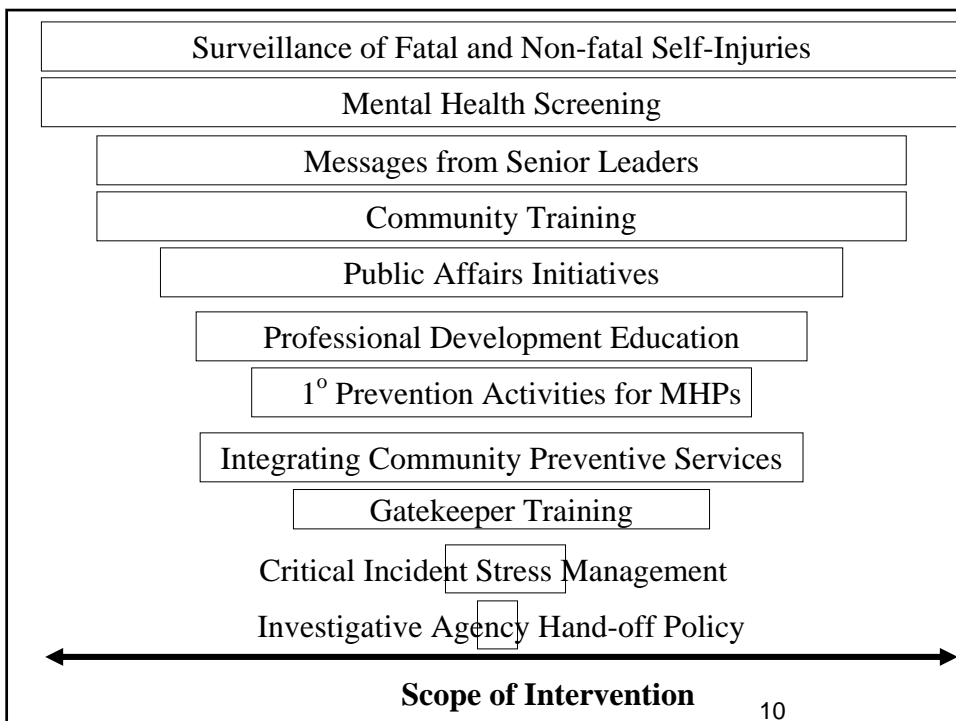 Surveillance of Fatal and Non-fatal Self-Injuries
Mental Health Screening
Messages from Senior Leaders
Community Training
Public Affairs Initiatives
Professional Development Education
1º Prevention Activities for MHPs
Integrating Community Preventive Services
Gatekeeper Training
Critical Incident Stress Management
Investigative Agency Hand-off Policy
Scope of Intervention
10